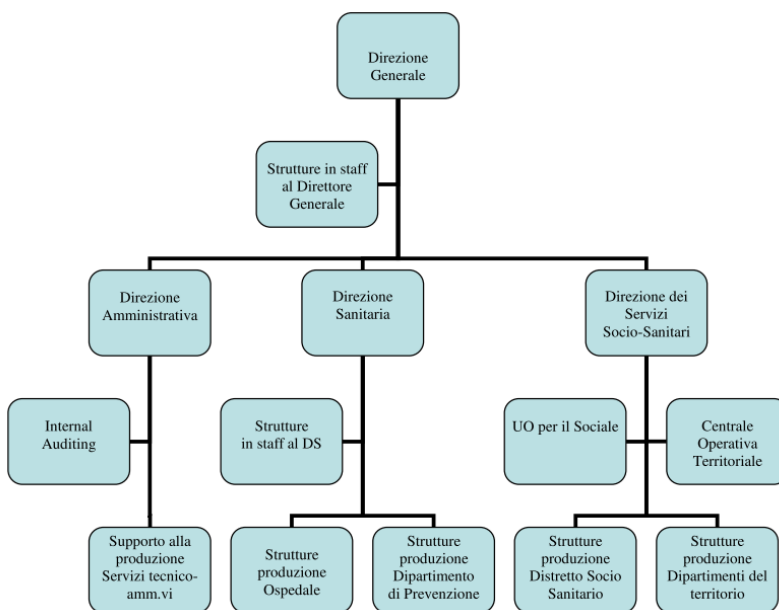 Direzione
Generale
Strutture in staff
al Direttore
Generale
Direzione
Amministrativa
Direzione
Sanitaria
Direzione dei
Servizi
Socio-Sanitari
Internal
Auditing
Strutture
in staff al DS
UO per il Sociale
Centrale
Operativa
Territoriale
Supporto alla
produzione
Servizi tecnico-
amm.vi
Strutture
produzione
Ospedale
Strutture
produzione
Dipartimento
di Prevenzione
Strutture
produzione
Distretto Socio
Sanitario
Strutture
produzione
Dipartimenti del
territorio